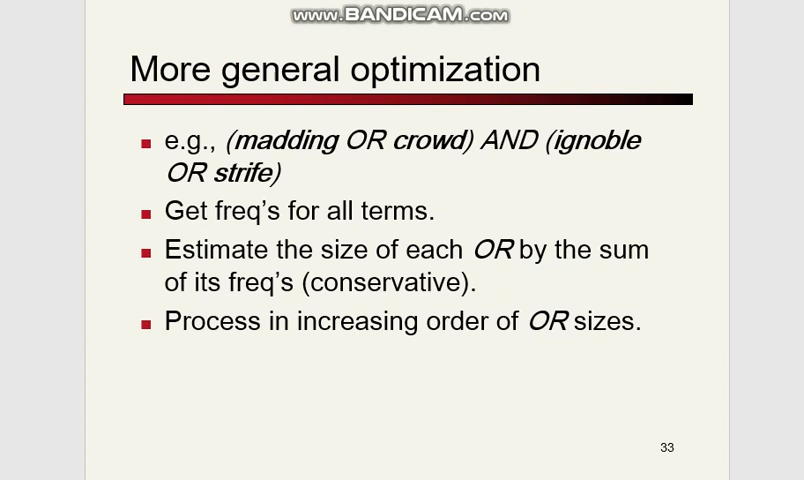 www.BANDICAM.com
More general optimization
e.g., (madding OR crowd) AND (ignoble
OR strife)
Get freq's for all terms.
Estimate the size of each OR by the sum
of its freq's (conservative).
Process in increasing order of OR sizes.
33